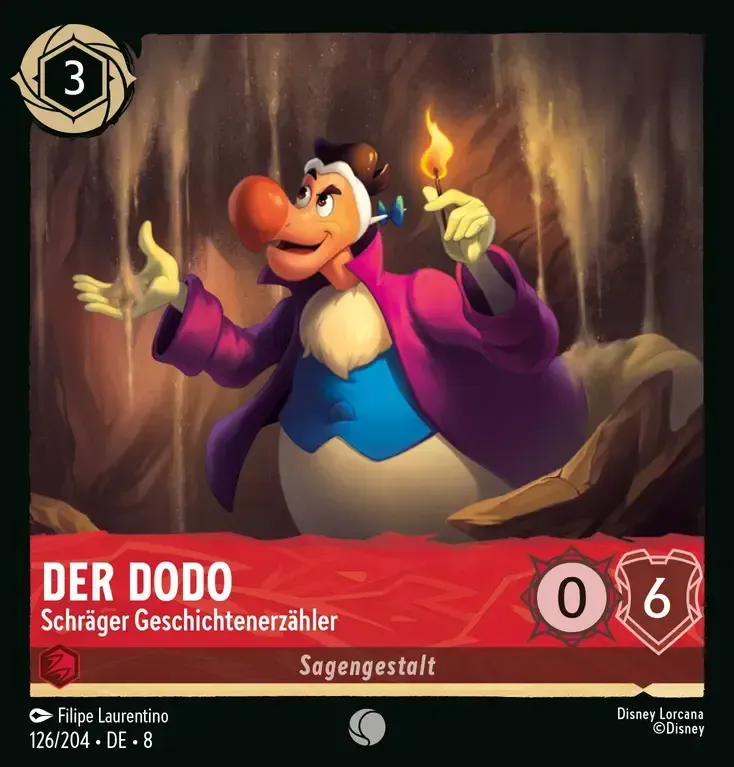 3
DER DODO
Schräger Geschichtenerzähler
0
6
Sagengestalt
Filipe Laurentino
126/204 • DE • 8
Disney Lorcana
©Disney